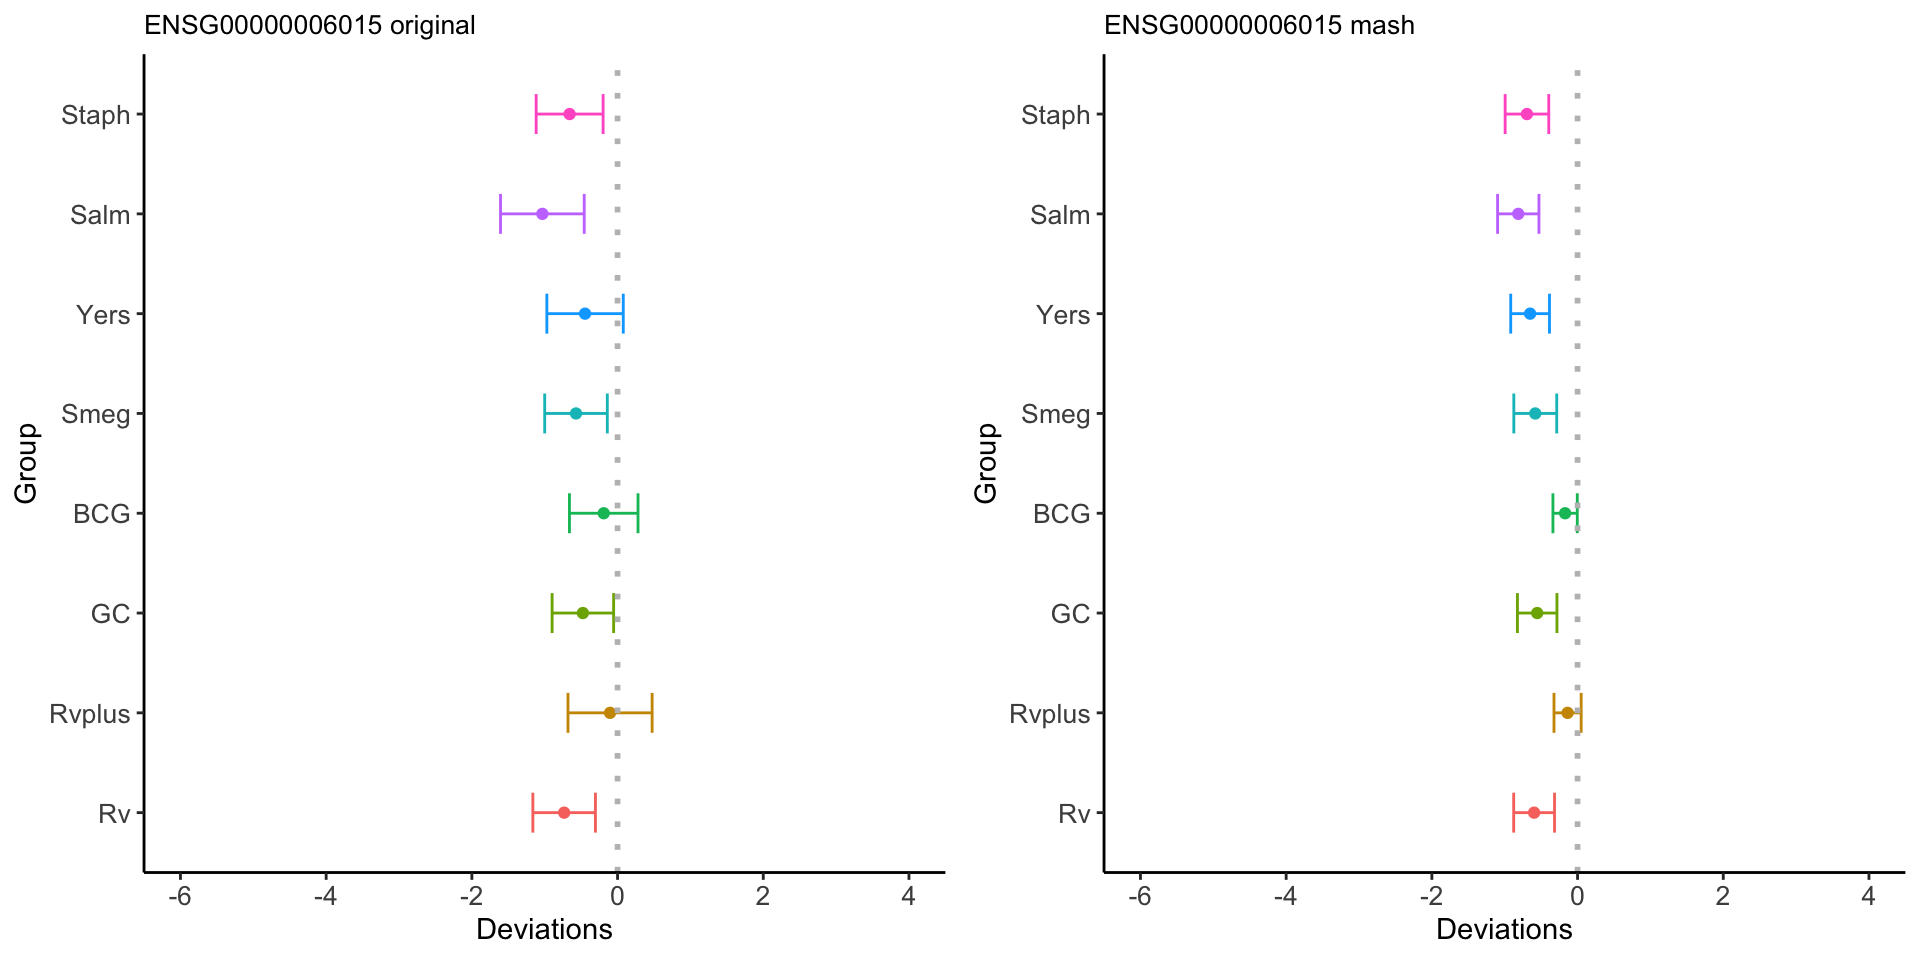 ENSG00000006015 original
Group
Staph
Salm
Yers
Smeg
BCG
GC
Rvplus
Rv
-6 -4 -2 0 2 4
Deviations
ENSG00000006015 mash
Group
Staph
Salm
Yers
Smeg
BCG
GC
Rvplus
Rv
-6 -4 -2 0 2 4
Deviations